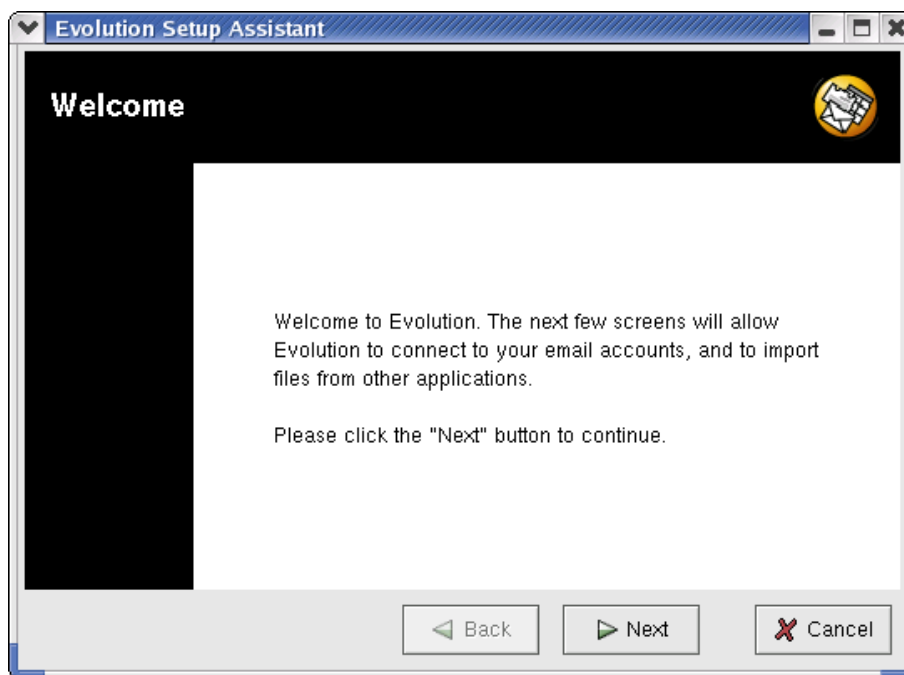 Evolution Setup Assistant
Welcome
Welcome to Evolution. The next few screens will allow
Evolution to connect to your email accounts, and to import
files from other applications.
Please click the "Next" button to continue.
Back
Next
Cancel